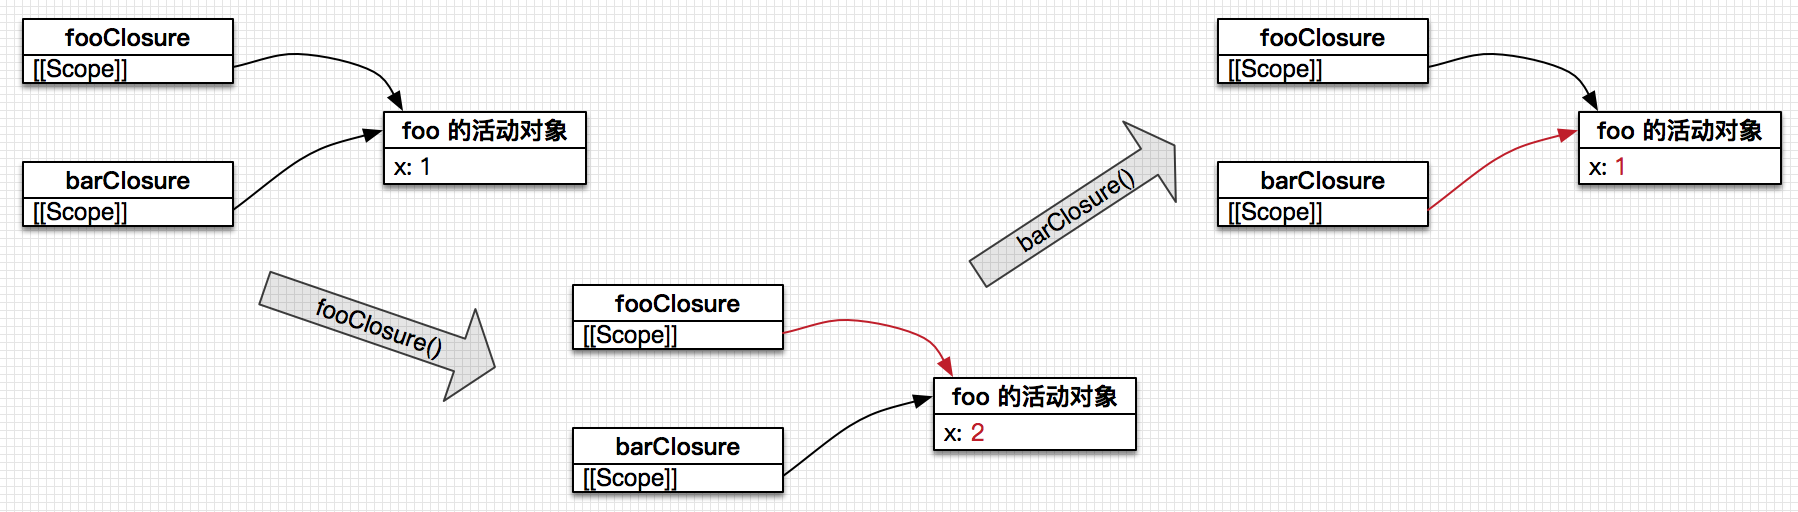 fooClosure
[[Scope]]
foo 的活动对象
x: 1
barClosure
[[Scope]]
fooClosure()
fooClosure
[[Scope]]
foo 的活动对象
x: 2
barClosure
[[Scope]]
barClosure()
fooClosure
[[Scope]]
foo 的活动对象
x: 1
barClosure
[[Scope]]